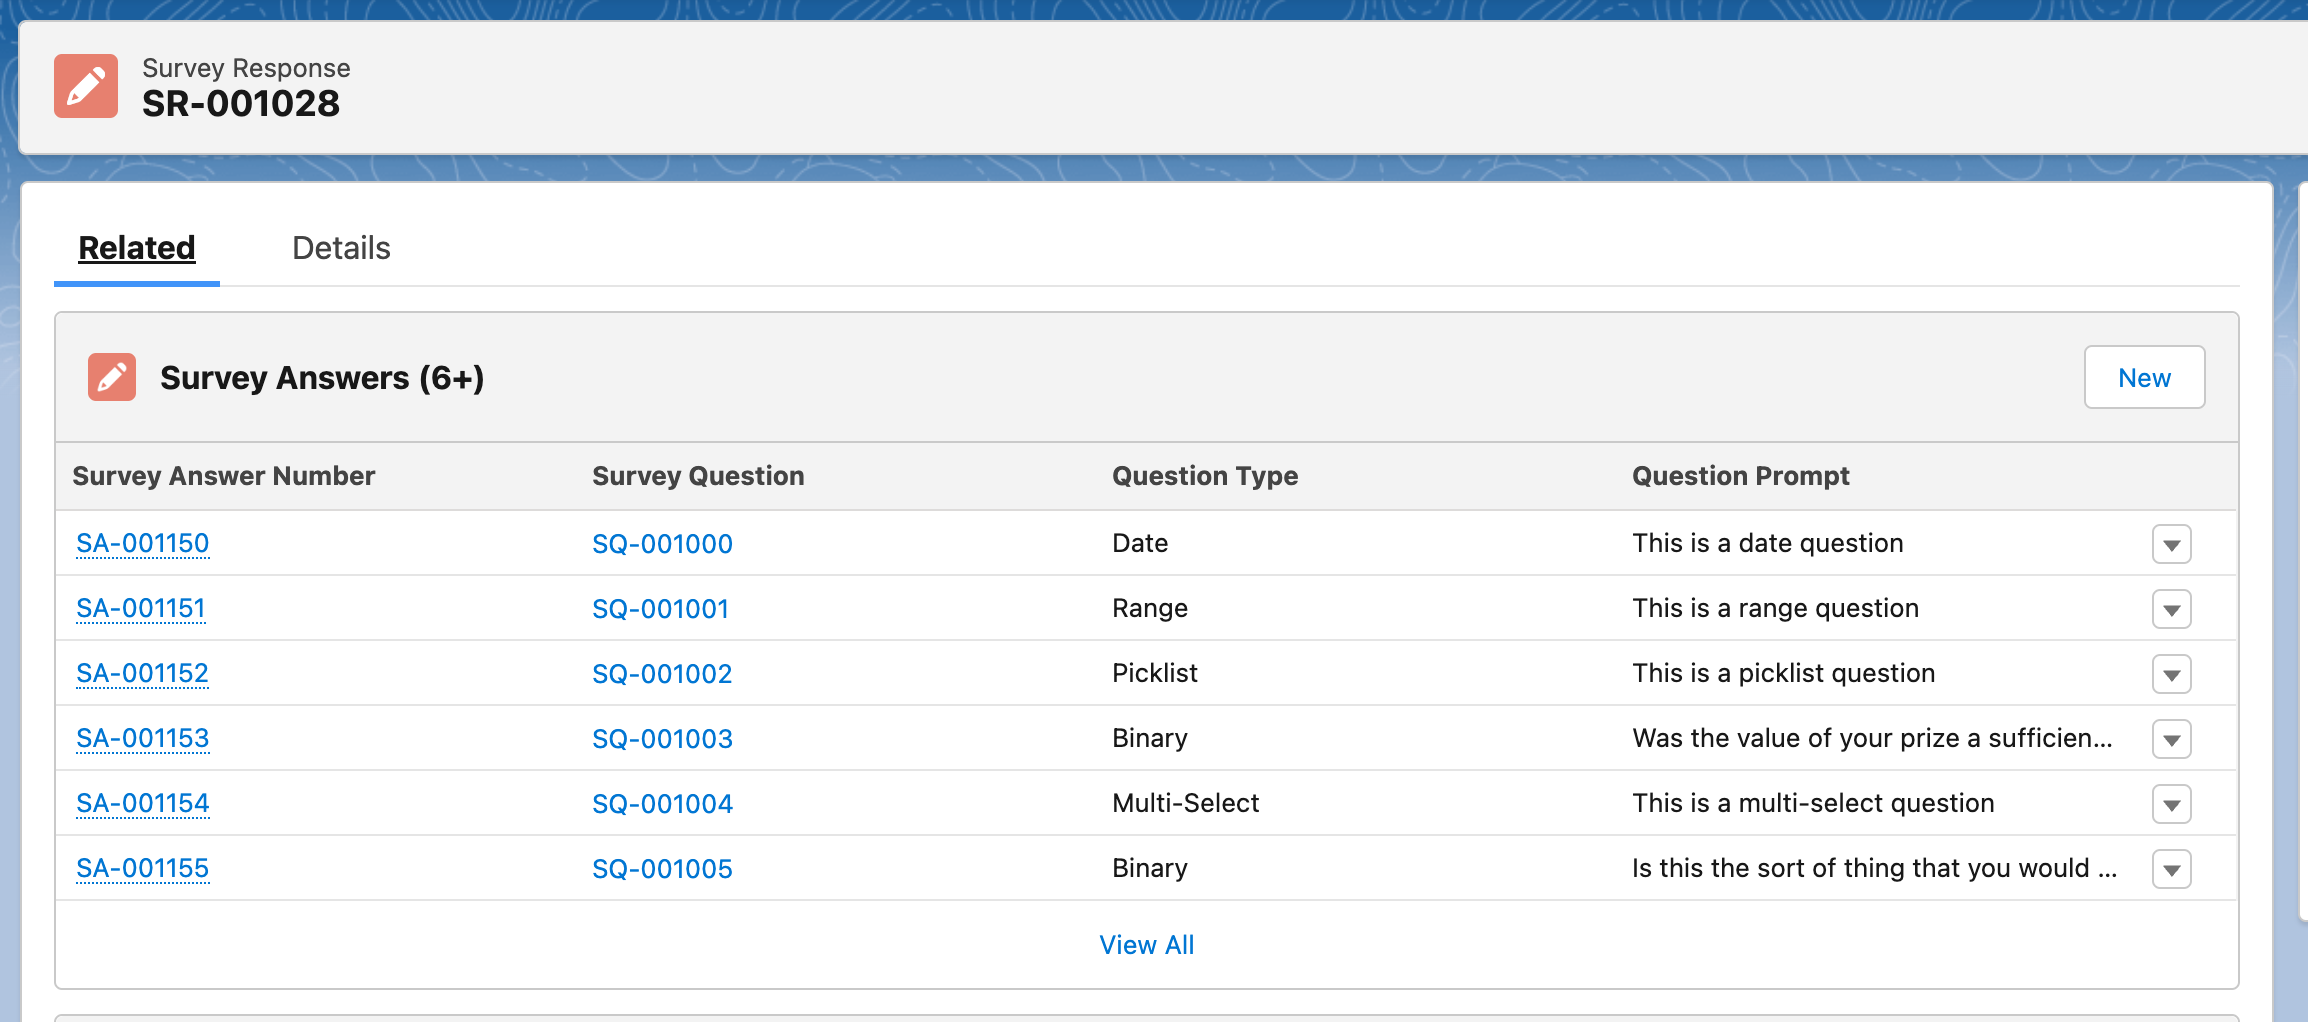 Survey Response
SR-001028
Related Details
Survey Answers (6+) New
Survey Answer Number Survey Question Question Type Question Prompt
SA-001150 SQ-001000 Date This is a date question
SA-001151 SQ-001001 Range This is a range question
SA-001152 SQ-001002 Picklist This is a picklist question
SA-001153 SQ-001003 Binary Was the value of your prize a sufficien...
SA-001154 SQ-001004 Multi-Select This is a multi-select question
SA-001155 SQ-001005 Binary Is this the sort of thing that you would ...
View All